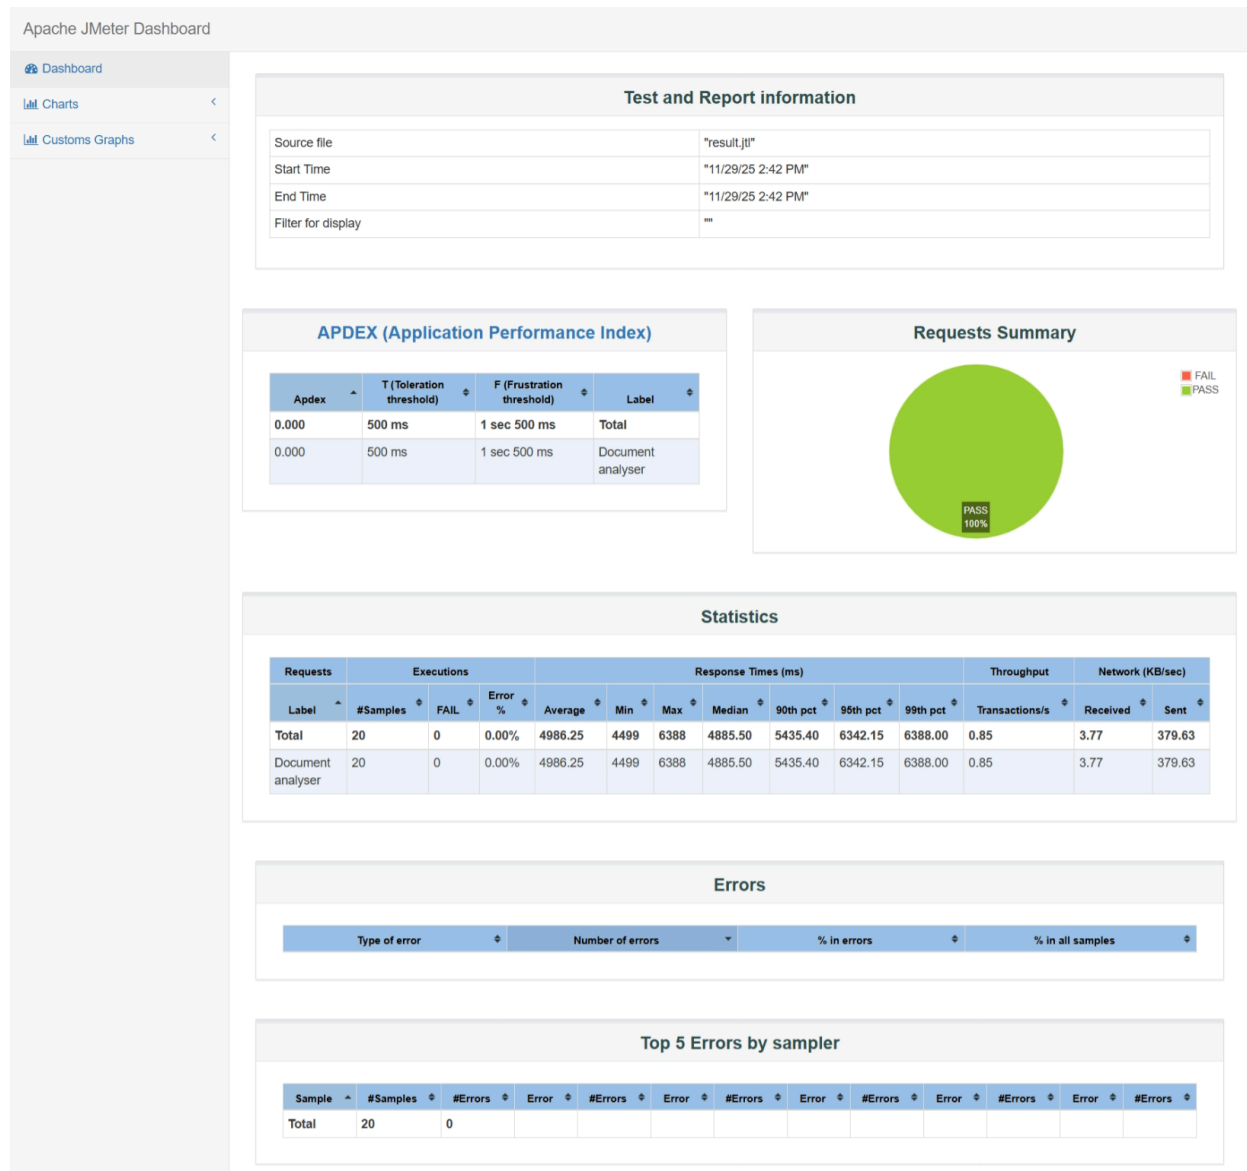 Apache JMeter Dashboard
Dashboard
Charts
Customs Graphs
Test and Report information
Source file "result.jtl"
Start Time "11/29/25 2:42 PM"
End Time "11/29/25 2:42 PM"
Filter for display ""
APDEX (Application Performance Index)
Apdex T (Toleration threshold) F (Frustration threshold) Label
0.000 500 ms 1 sec 500 ms Total
0.000 500 ms 1 sec 500 ms Document
analyser
Requests Summary
FAIL
PASS
PASS
100%
Statistics
Requests Executions Response Times (ms) Throughput Network (KB/sec)
Label #Samples FAIL Error % Average Min Max Median 90th pct 95th pct 99th pct Transactions/s Received Sent
Total 20 0 0.00% 4986.25 4499 6388 4885.50 5435.40 6342.15 6388.00 0.85 3.77 379.63
Document 20 0 0.00% 4986.25 4499 6388 4885.50 5435.40 6342.15 6388.00 0.85 3.77 379.63
analyser
Errors
Type of error Number of errors % in errors % in all samples
Top 5 Errors by sampler
Sample #Samples #Errors Error #Errors Error #Errors Error #Errors Error #Errors Error #Errors
Total 20 0